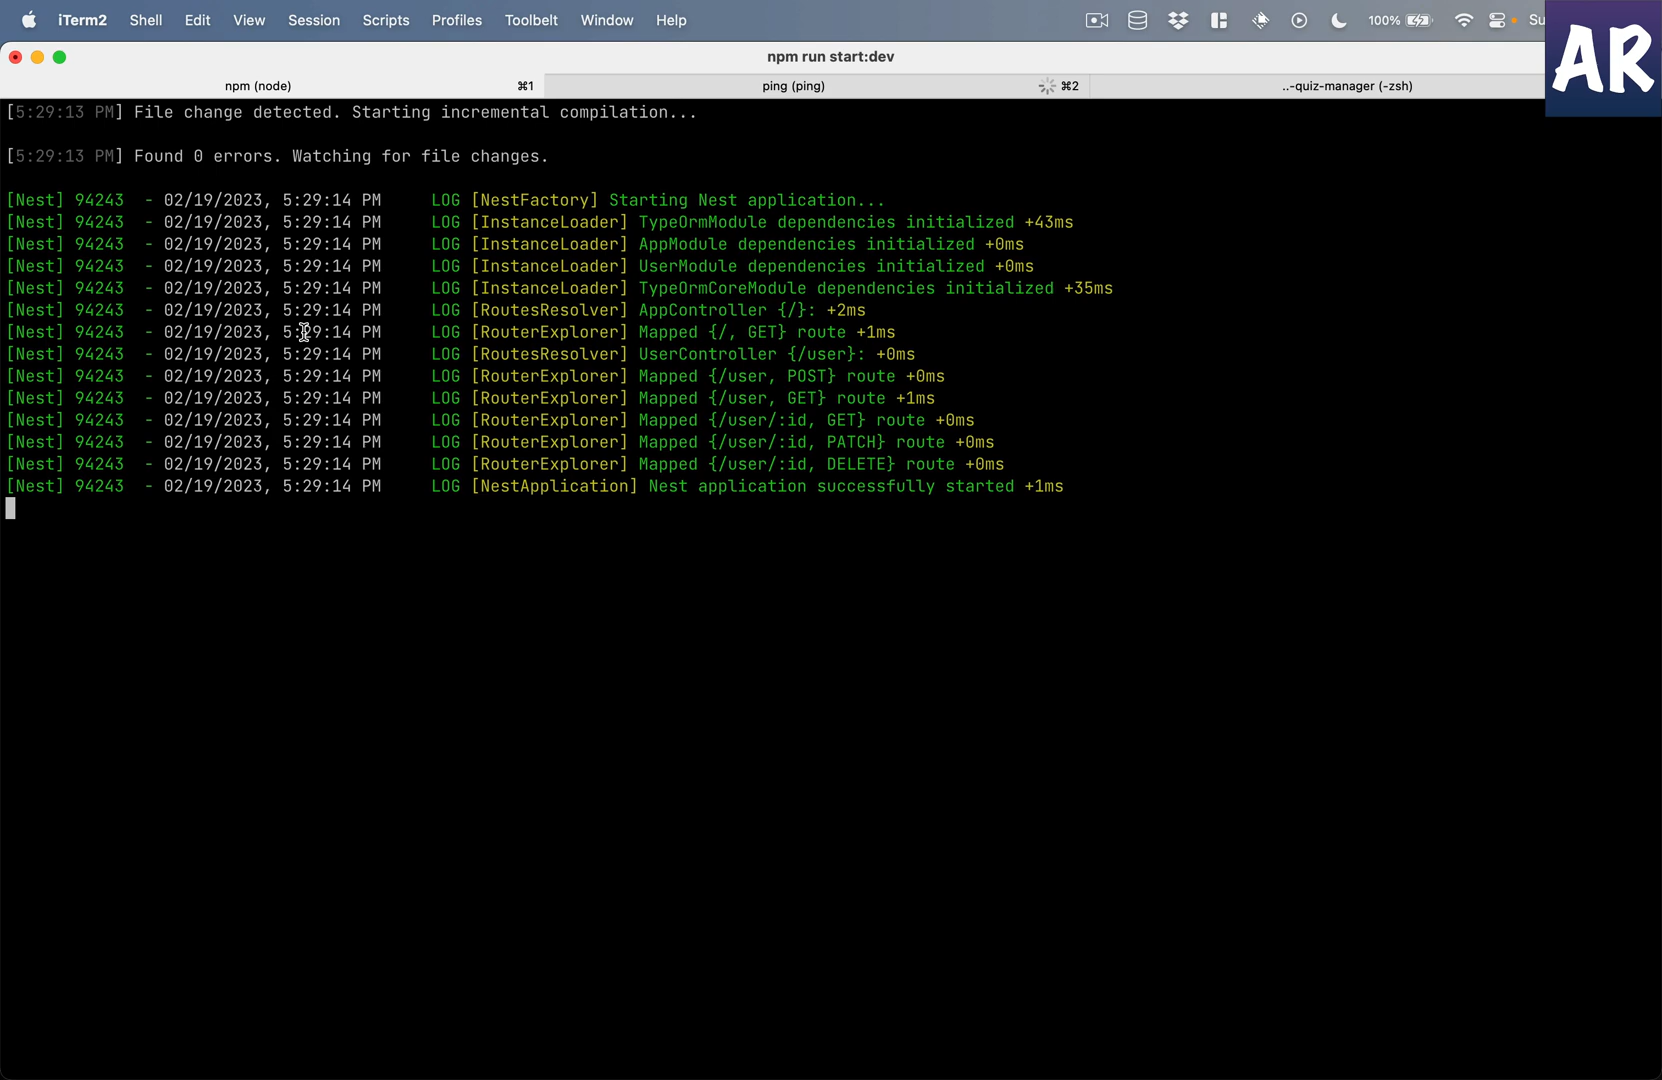 iTerm2 Shell Edit View Session Scripts Profiles Toolbelt Window Help 100% Su
AR
npm run start:dev
npm (node) ⌘1 ping (ping) ⌘2 ..-quiz-manager (-zsh)
[5:29:13 PM] File change detected. Starting incremental compilation...
[5:29:13 PM] Found 0 errors. Watching for file changes.
[Nest] 94243  - 02/19/2023, 5:29:14 PM     LOG [NestFactory] Starting Nest application...
[Nest] 94243  - 02/19/2023, 5:29:14 PM     LOG [InstanceLoader] TypeOrmModule dependencies initialized +43ms
[Nest] 94243  - 02/19/2023, 5:29:14 PM     LOG [InstanceLoader] AppModule dependencies initialized +0ms
[Nest] 94243  - 02/19/2023, 5:29:14 PM     LOG [InstanceLoader] UserModule dependencies initialized +0ms
[Nest] 94243  - 02/19/2023, 5:29:14 PM     LOG [InstanceLoader] TypeOrmCoreModule dependencies initialized +35ms
[Nest] 94243  - 02/19/2023, 5:29:14 PM     LOG [RoutesResolver] AppController {/}: +2ms
[Nest] 94243  - 02/19/2023, 5:29:14 PM     LOG [RouterExplorer] Mapped {/, GET} route +1ms
[Nest] 94243  - 02/19/2023, 5:29:14 PM     LOG [RoutesResolver] UserController {/user}: +0ms
[Nest] 94243  - 02/19/2023, 5:29:14 PM     LOG [RouterExplorer] Mapped {/user, POST} route +0ms
[Nest] 94243  - 02/19/2023, 5:29:14 PM     LOG [RouterExplorer] Mapped {/user, GET} route +1ms
[Nest] 94243  - 02/19/2023, 5:29:14 PM     LOG [RouterExplorer] Mapped {/user/:id, GET} route +0ms
[Nest] 94243  - 02/19/2023, 5:29:14 PM     LOG [RouterExplorer] Mapped {/user/:id, PATCH} route +0ms
[Nest] 94243  - 02/19/2023, 5:29:14 PM     LOG [RouterExplorer] Mapped {/user/:id, DELETE} route +0ms
[Nest] 94243  - 02/19/2023, 5:29:14 PM     LOG [NestApplication] Nest application successfully started +1ms